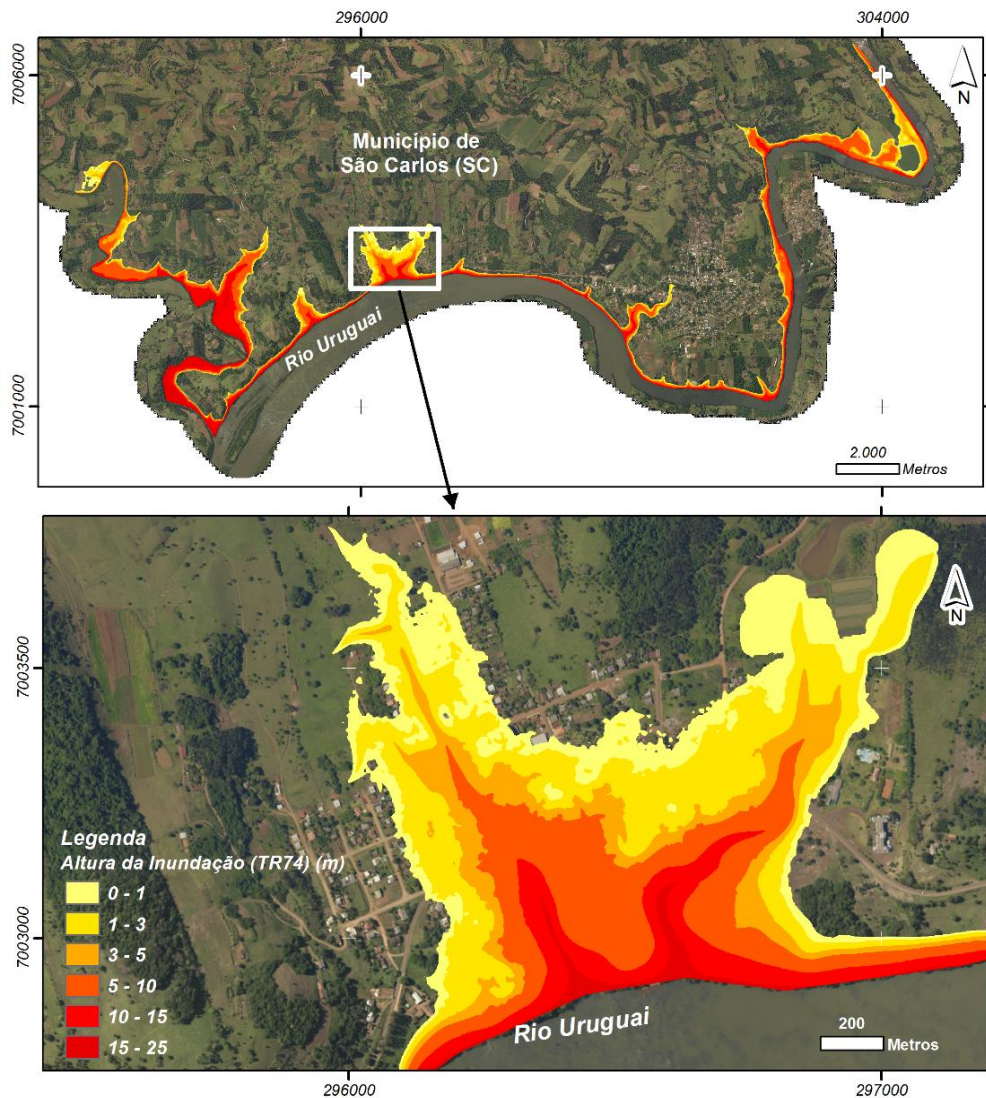 296000
304000
7006000
N
Município de
São Carlos (SC)
Rio Uruguai
7001000
2.000
Metros
N
7003500
Legenda
Altura da Inundação (TR74) (m)
0 - 1
1 - 3
3 - 5
5 - 10
10 - 15
15 - 25
7003000
Rio Uruguai
200
Metros
296000
297000